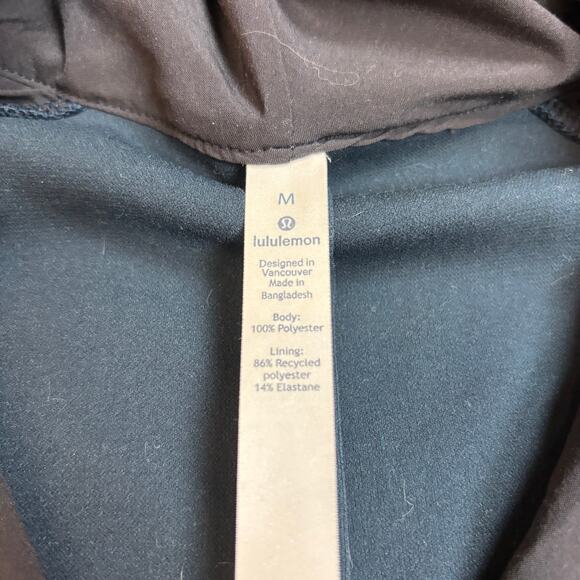 M
lululemon
Designed in
Vancouver
Made in
Bangladesh
Body:
100% Polyester
Lining:
86% Recycled
polyester
14% Elastane